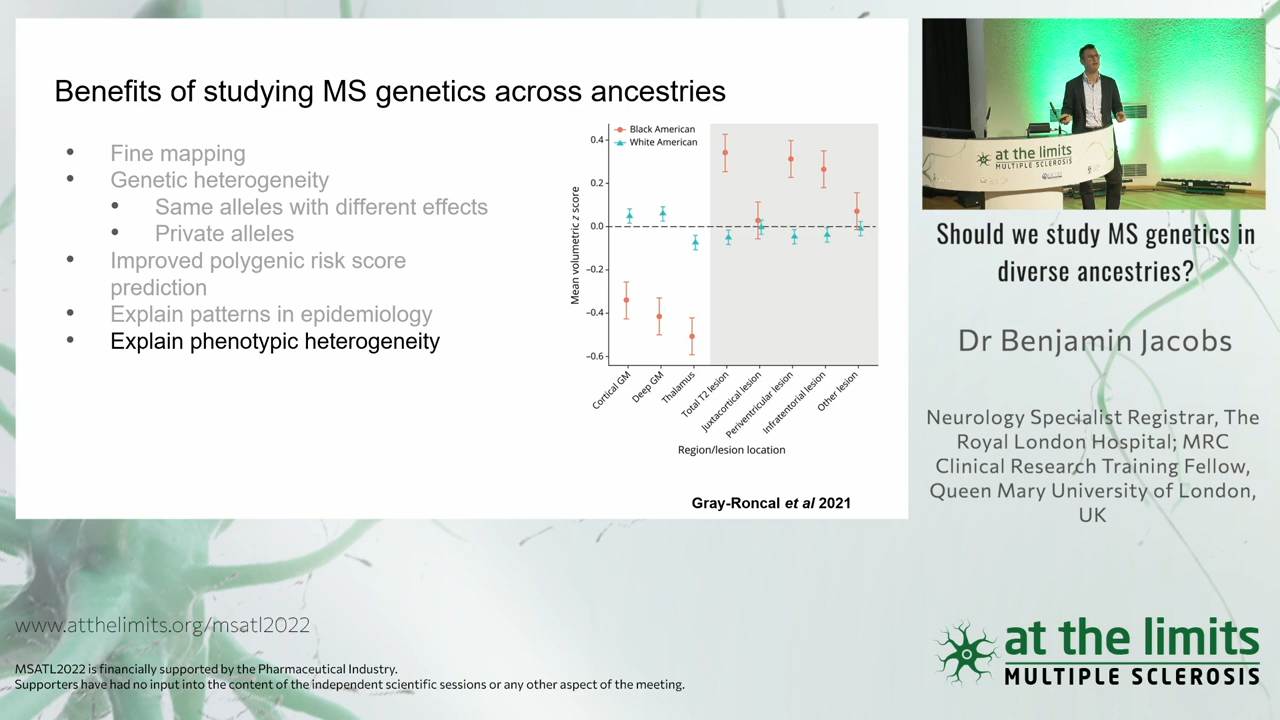 Benefits of studying MS genetics across ancestries
• Fine mapping
• Genetic heterogeneity
• Same alleles with different effects
• Private alleles
• Improved polygenic risk score
prediction
• Explain patterns in epidemiology
• Explain phenotypic heterogeneity
Black American
White American
Mean volumetric z score
0.4
0.2
0.0
−0.2
−0.4
−0.6
Cortical GM
Deep GM
Thalamus
Total T2 lesion
Juxtacortical lesion
Periventricular lesion
Infratentorial lesion
Other lesion
Region/lesion location
Gray-Roncal et al 2021
at the limits
MULTIPLE SCLEROSIS
Should we study MS genetics in
diverse ancestries?
Dr Benjamin Jacobs
Neurology Specialist Registrar, The
Royal London Hospital; MRC
Clinical Research Training Fellow,
Queen Mary University of London,
UK
www.atthelimits.org/msatl2022
MSATL2022 is financially supported by the Pharmaceutical Industry.
Supporters have had no input into the content of the independent scientific sessions or any other aspect of the meeting.
at the limits
MULTIPLE SCLEROSIS